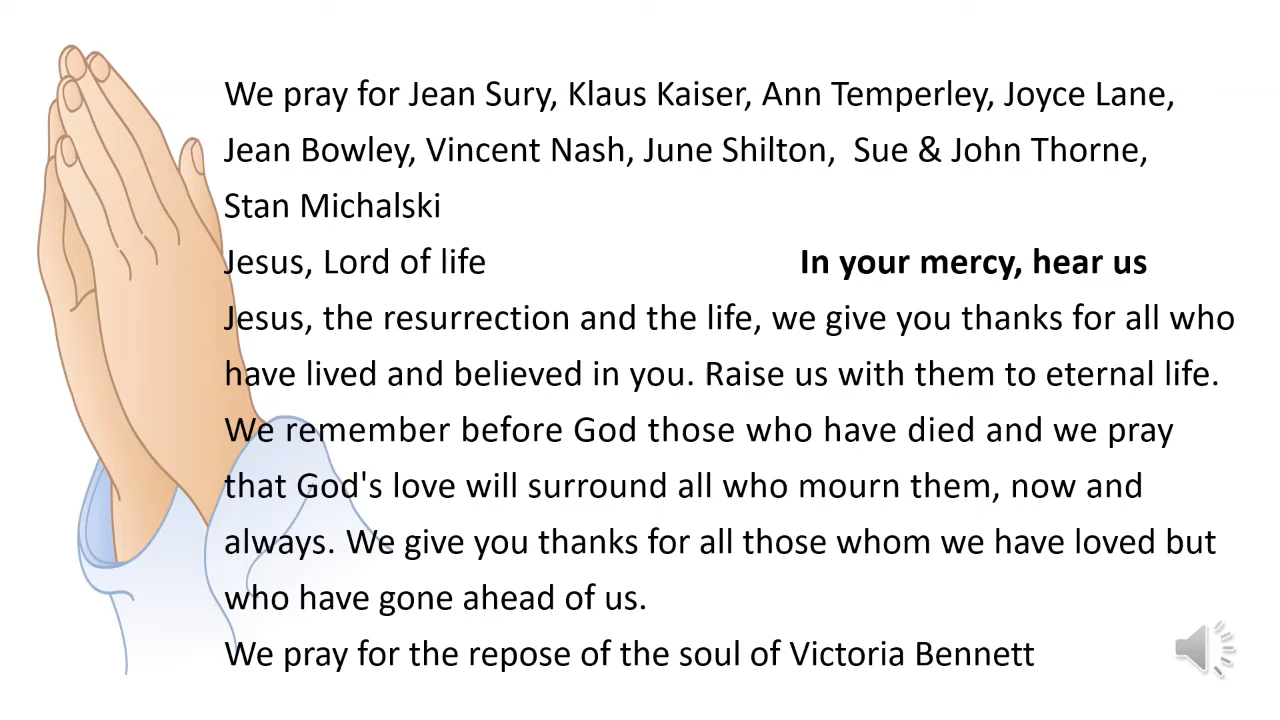 We pray for Jean Sury, Klaus Kaiser, Ann Temperley, Joyce Lane,
Jean Bowley, Vincent Nash, June Shilton,  Sue & John Thorne,
Stan Michalski
Jesus, Lord of life In your mercy, hear us
Jesus, the resurrection and the life, we give you thanks for all who
have lived and believed in you. Raise us with them to eternal life.
We remember before God those who have died and we pray
that God's love will surround all who mourn them, now and
always. We give you thanks for all those whom we have loved but
who have gone ahead of us.
We pray for the repose of the soul of Victoria Bennett